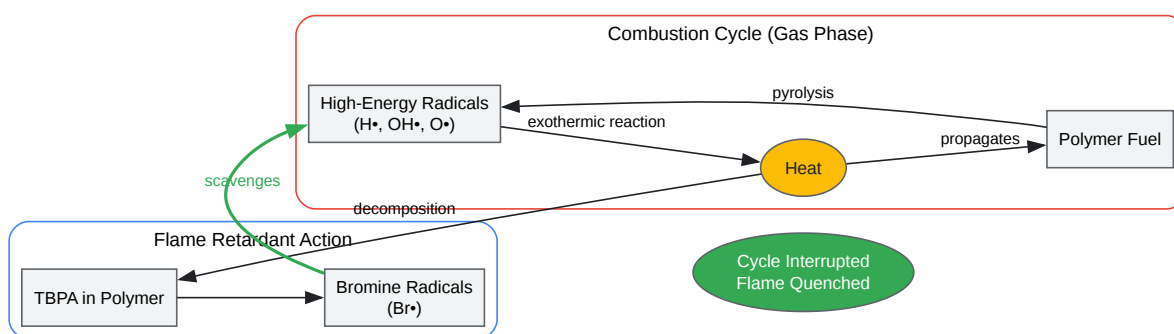 Combustion Cycle (Gas Phase)
High-Energy Radicals
(H•, OH•, O•)
pyrolysis
exothermic reaction
propagates
Polymer Fuel
Heat
scavenges
decomposition
Flame Retardant Action
TBPA in Polymer
Bromine Radicals
(Br•)
Cycle Interrupted
Flame Quenched